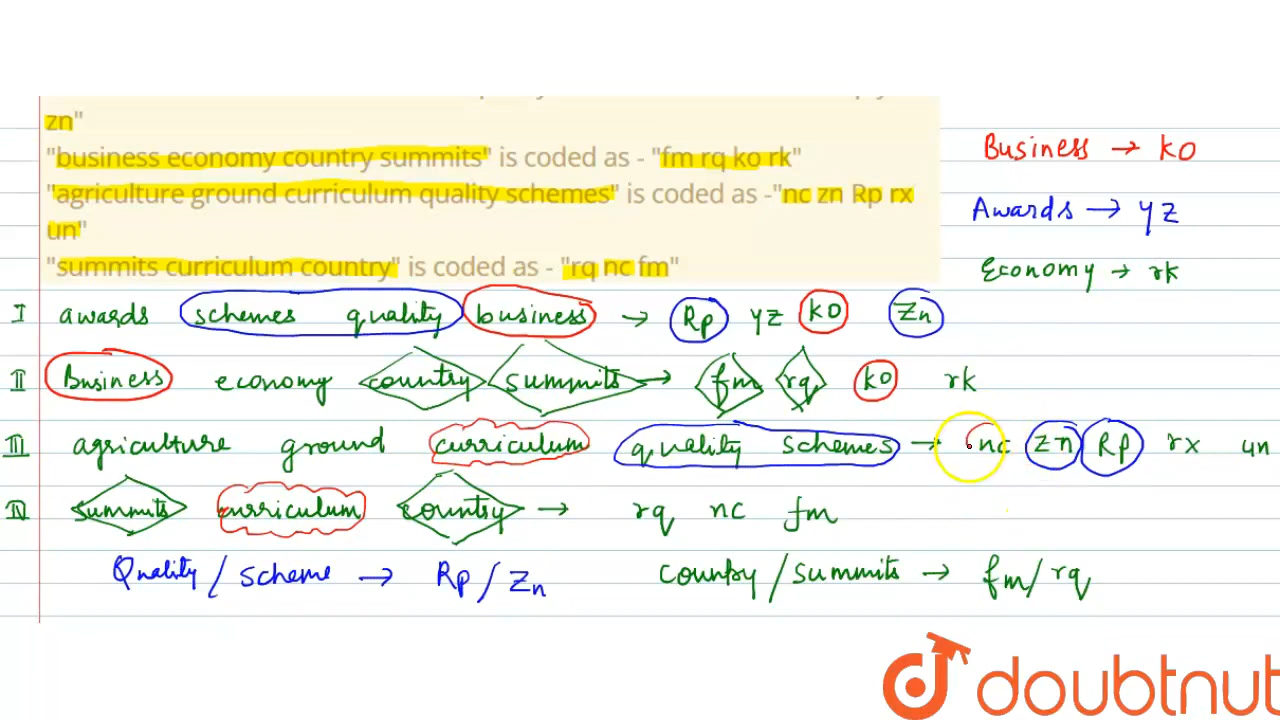 zn"
"business economy country summits" is coded as - "fm rq ko rk"
"agriculture ground curriculum quality schemes" is coded as -"nc zn Rp rx
un"
"summits curriculum country" is coded as - "rq nc fm"
Business → ko
Awards → yz
Economy → rk
I awards schemes quality business → Rp yz ko Zn
II Business economy country summits → fm rq ko rk
III agriculture ground curriculum quality schemes → nc Zn Rp rx un
IV summits curriculum country → rq nc fm
Quality / scheme → Rp / Zn
Country / summits → fm / rq
doubtnut